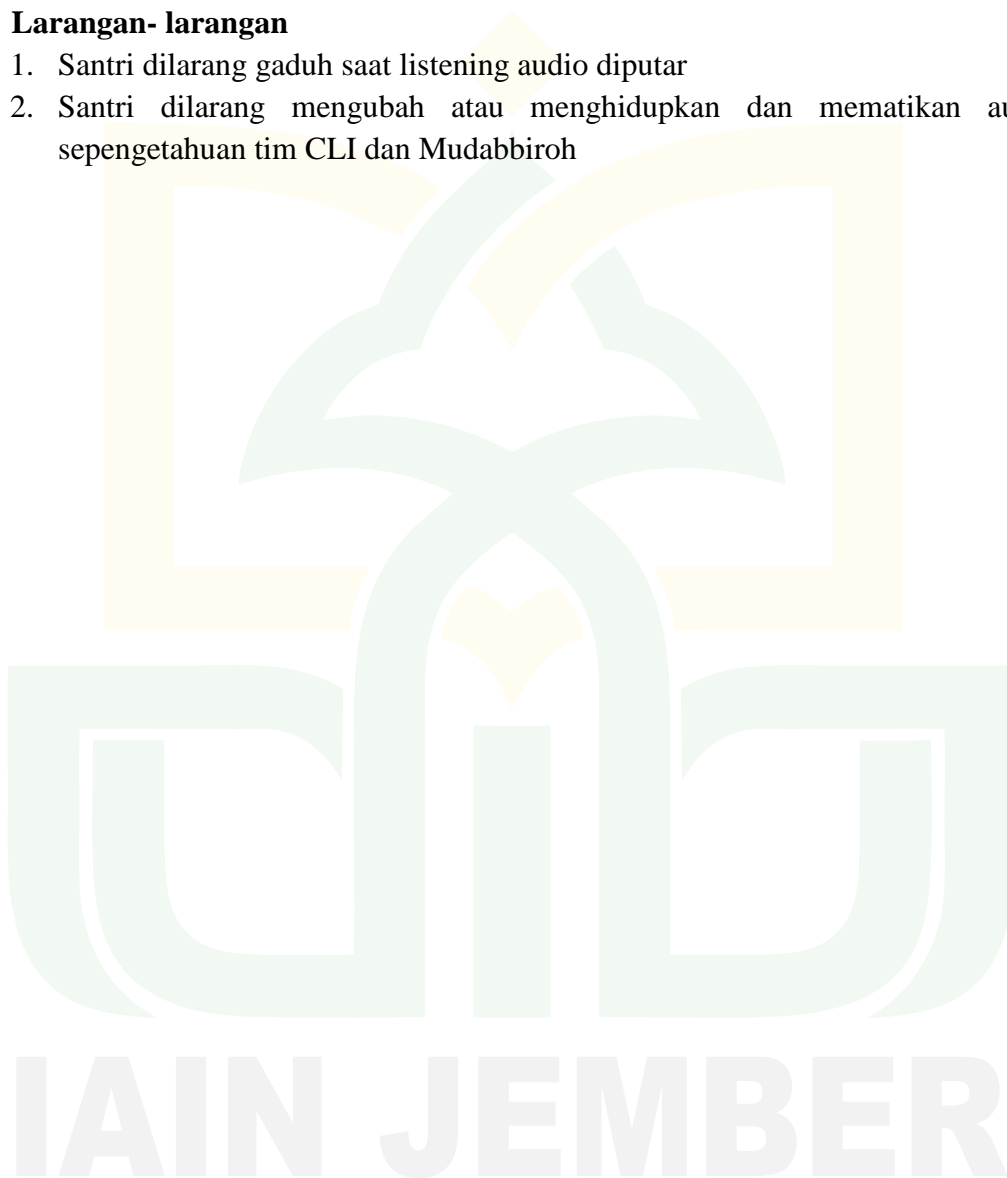 Larangan- larangan
1. Santri dilarang gaduh saat listening audio diputar
2. Santri dilarang mengubah atau menghidupkan dan mematikan
sepengetahuan tim CLI dan Mudabbiroh
IAIN JEMBER